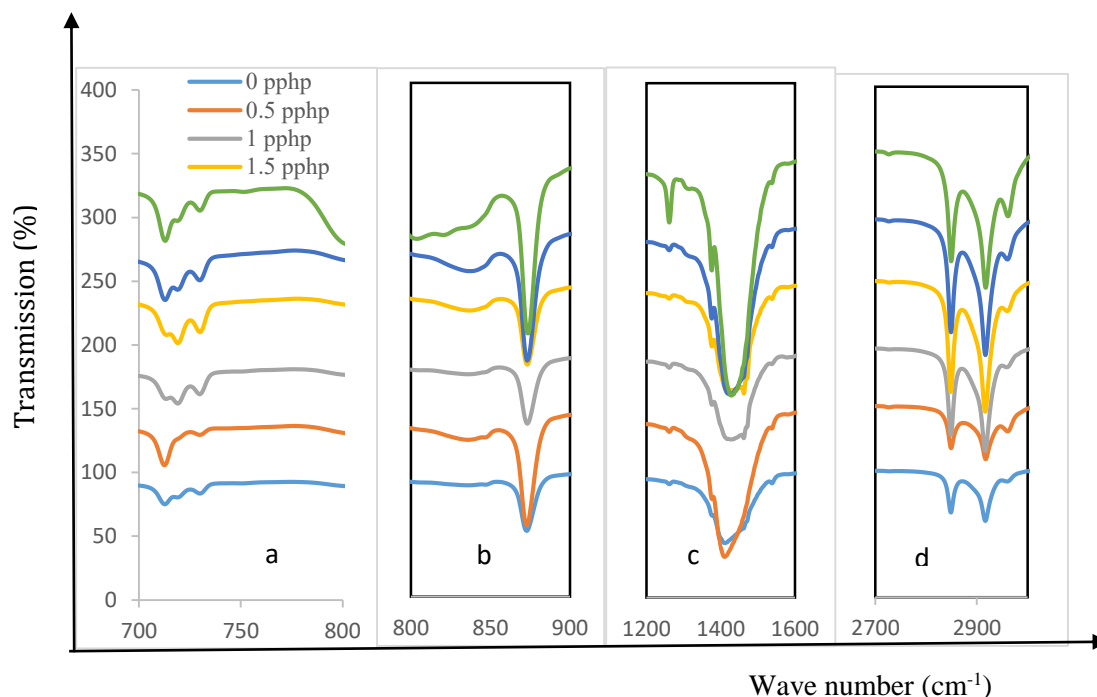 Transmission (%)
400
350
300
250
200
150
100
50
0
0 pphp
0.5 pphp
1 pphp
1.5 pphp
a
b
c
d
700 750 800
800 850 900
1200 1400 1600
2700 2900
Wave number (cm⁻¹)